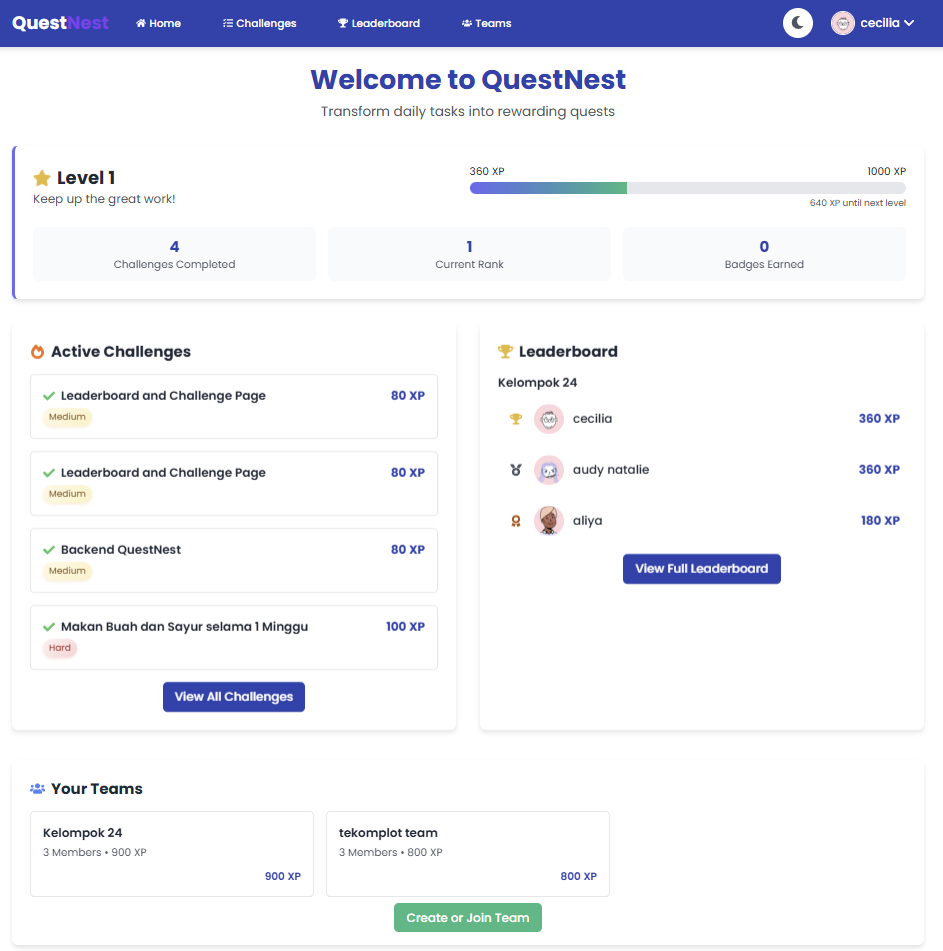 QuestNest Home Challenges Leaderboard Teams cecilia
Welcome to QuestNest
Transform daily tasks into rewarding quests
Level 1
Keep up the great work!
360 XP 1000 XP
640 XP until next level
4
Challenges Completed
1
Current Rank
0
Badges Earned
Active Challenges
Leaderboard and Challenge Page 80 XP
Medium
Leaderboard and Challenge Page 80 XP
Medium
Backend QuestNest 80 XP
Medium
Makan Buah dan Sayur selama 1 Minggu 100 XP
Hard
View All Challenges
Leaderboard
Kelompok 24
cecilia 360 XP
audy natalie 360 XP
aliya 180 XP
View Full Leaderboard
Your Teams
Kelompok 24
3 Members • 900 XP
900 XP
tekomplot team
3 Members • 800 XP
800 XP
Create or Join Team